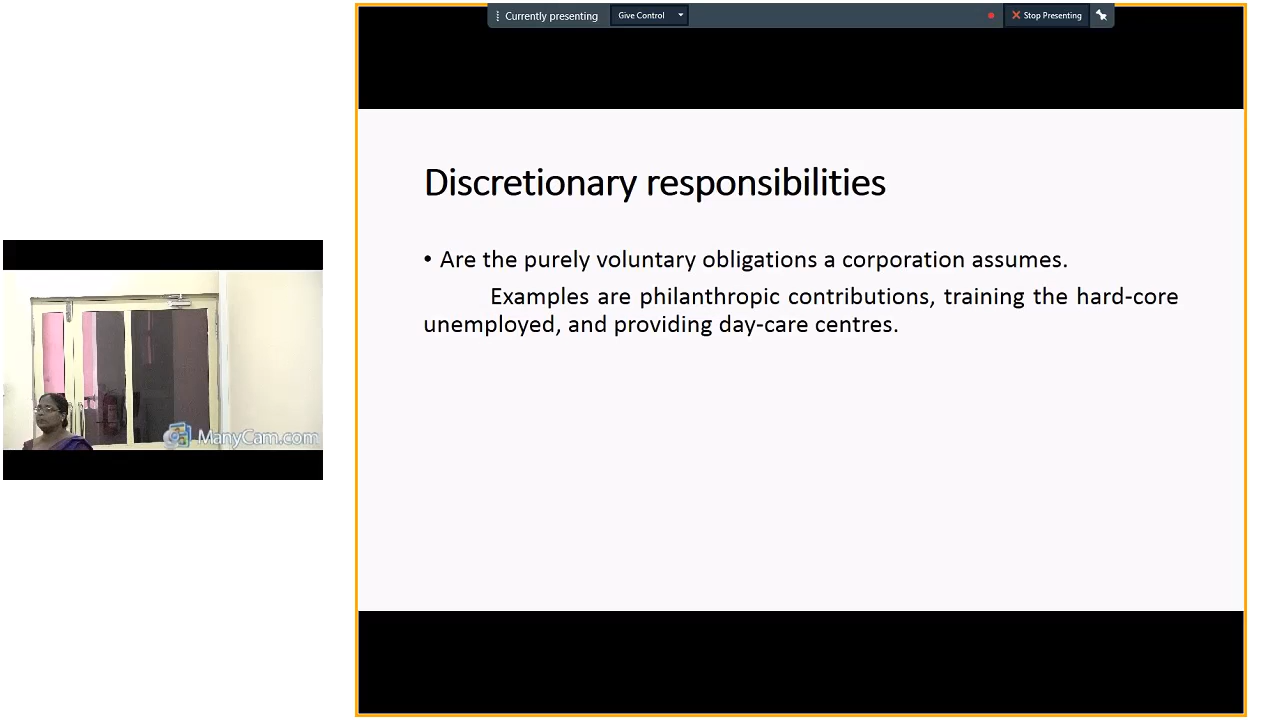 Currently presenting
Give Control
Stop Presenting
Discretionary responsibilities
• Are the purely voluntary obligations a corporation assumes.
Examples are philanthropic contributions, training the hard-core
unemployed, and providing day-care centres.
ManyCam.com